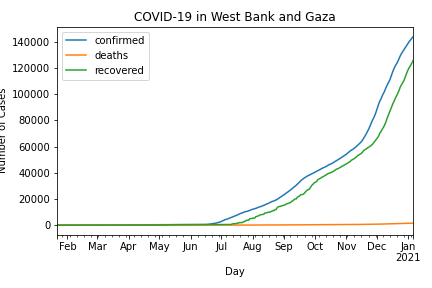 COVID-19 in West Bank and Gaza
confirmed
deaths
recovered
140000
120000
100000
80000
60000
40000
20000
0
Number of Cases
Feb Mar Apr May Jun Jul Aug Sep Oct Nov Dec Jan
2021
Day